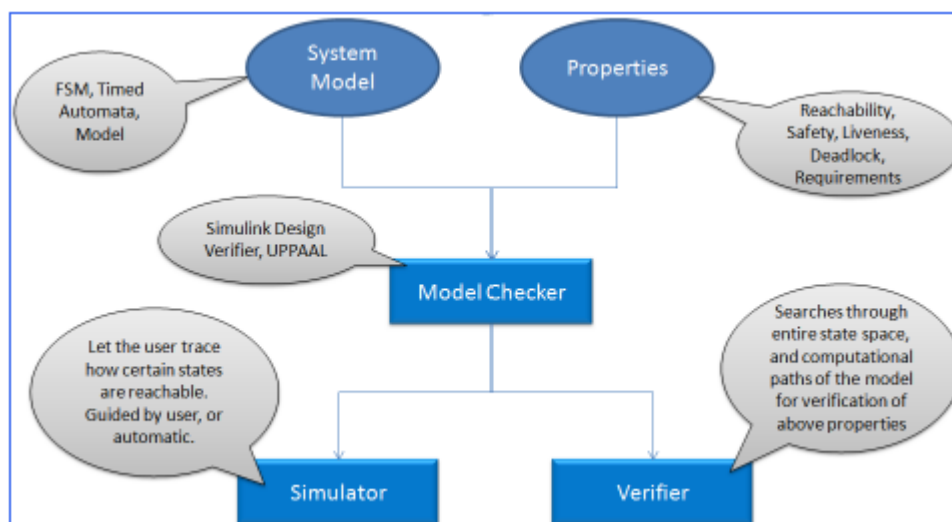 System
Model
Properties
FSM, Timed
Automata,
Model
Reachability,
Safety, Liveness,
Deadlock,
Requirements
Simulink Design
Verifier, UPPAAL
Model Checker
Let the user trace
how certain states
are reachable.
Guided by user, or
automatic.
Searches through
entire state space,
and computational
paths of the model
for verification of
above properties
Simulator
Verifier